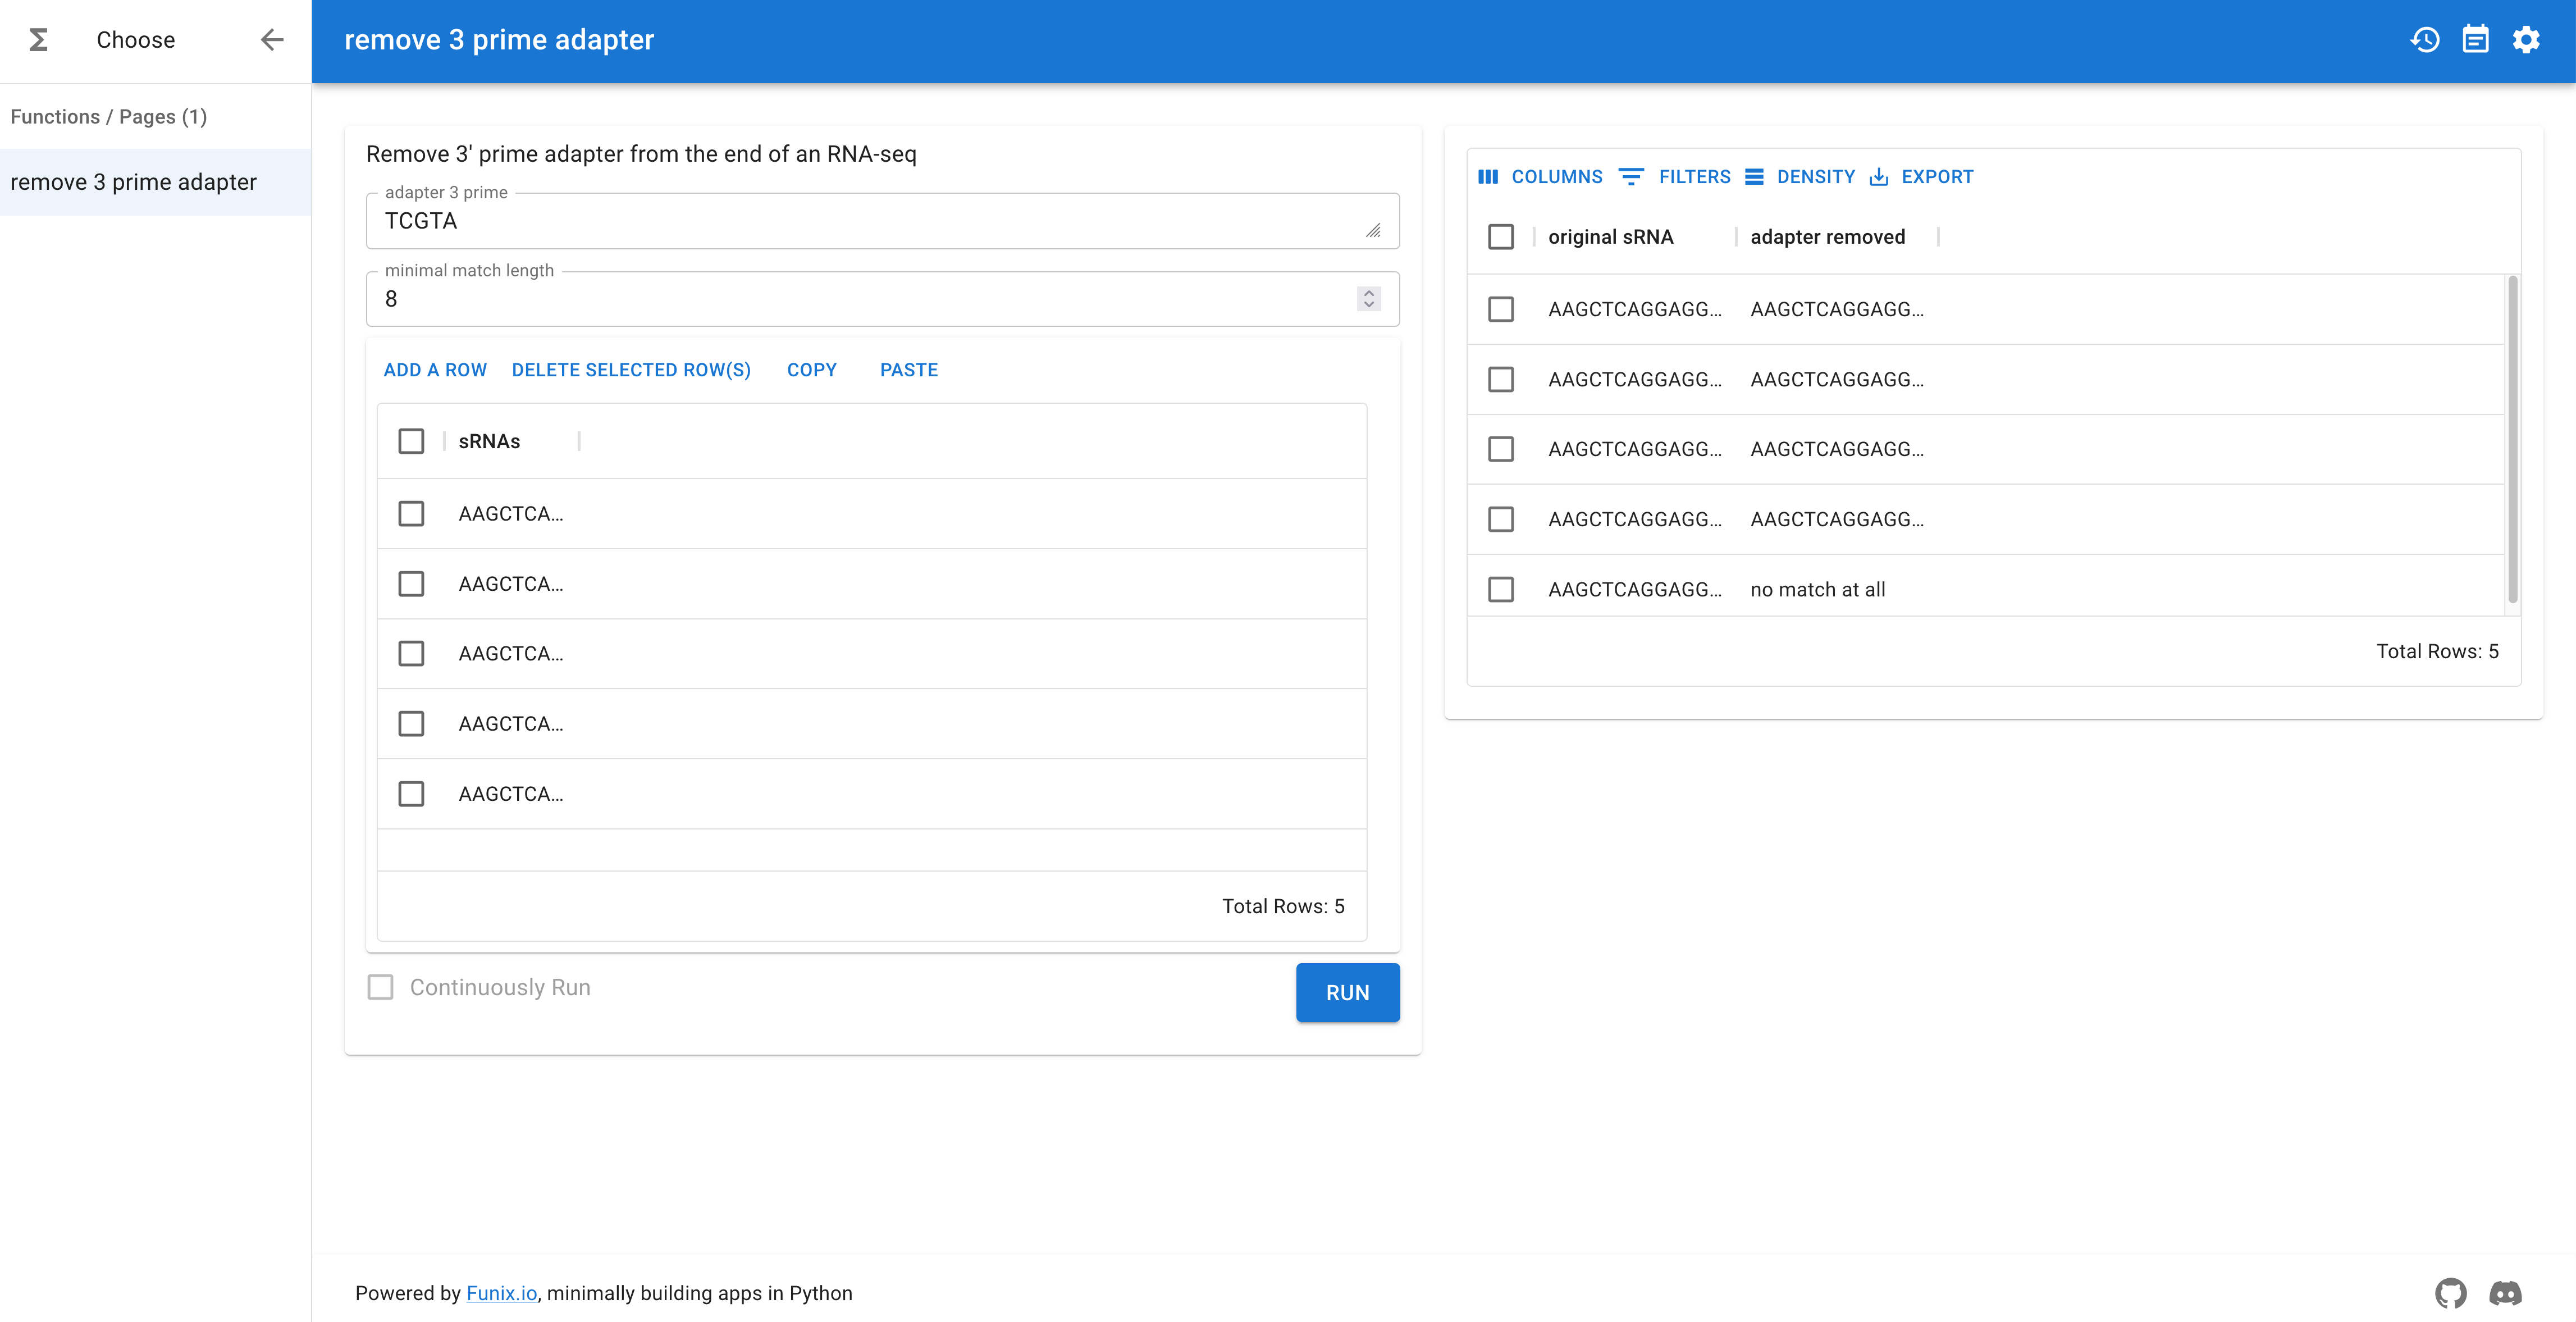 Choose
Functions / Pages (1)
remove 3 prime adapter
remove 3 prime adapter
Remove 3' prime adapter from the end of an RNA-seq
adapter 3 prime
TCGTA
minimal match length
8
ADD A ROW DELETE SELECTED ROW(S) COPY PASTE
sRNAs
AAGCTCA...
AAGCTCA...
AAGCTCA...
AAGCTCA...
AAGCTCA...
Total Rows: 5
Continuously Run
RUN
COLUMNS FILTERS DENSITY EXPORT
original sRNA adapter removed
AAGCTCAGGAGG... AAGCTCAGGAGG...
AAGCTCAGGAGG... AAGCTCAGGAGG...
AAGCTCAGGAGG... AAGCTCAGGAGG...
AAGCTCAGGAGG... AAGCTCAGGAGG...
AAGCTCAGGAGG... no match at all
Total Rows: 5
Powered by Funix.io, minimally building apps in Python